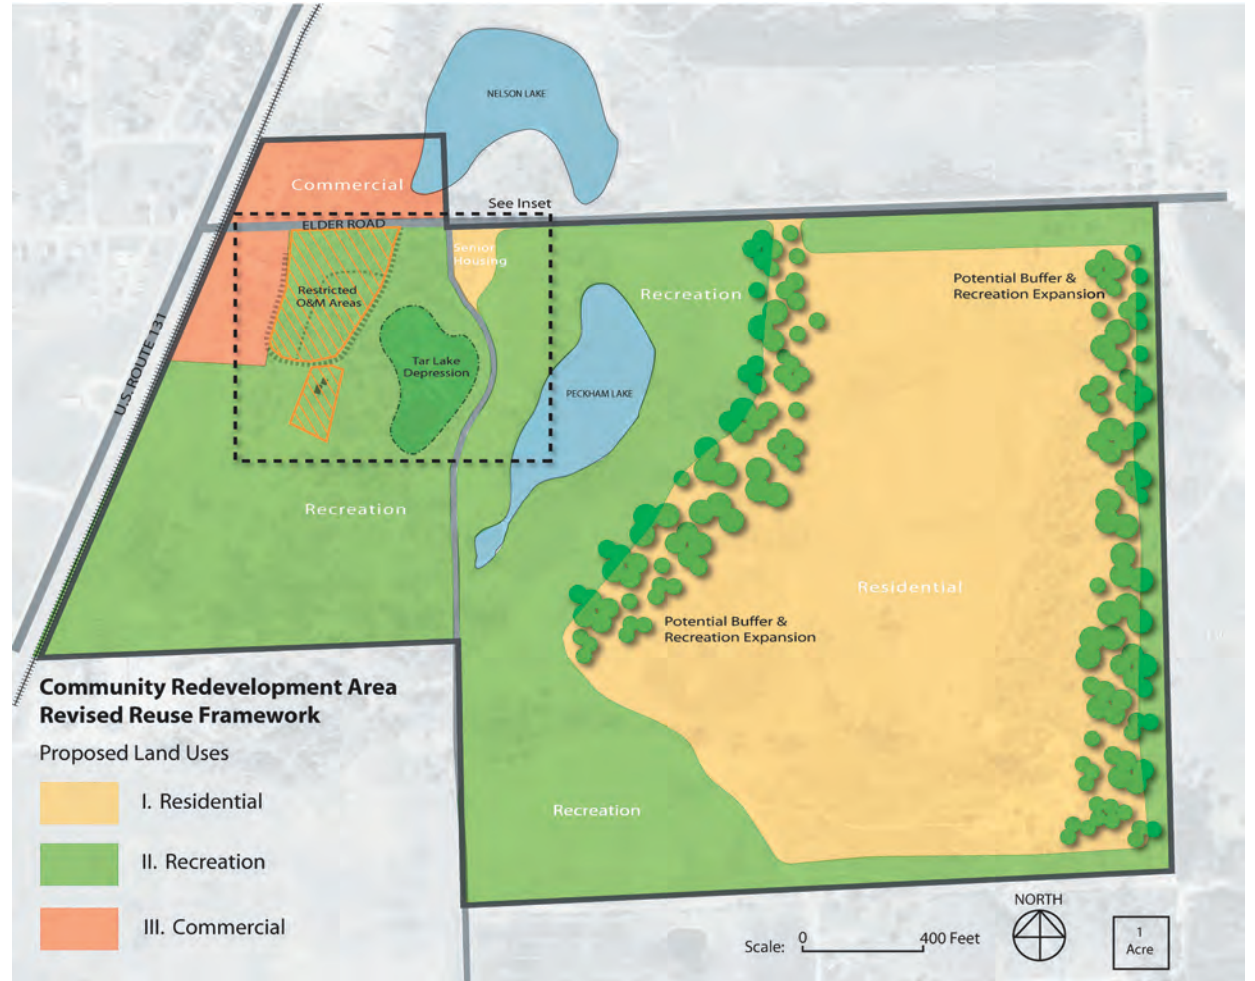 NELSON LAKE
Commercial
See Inset
ELDER ROAD
Senior
Housing
Restricted
O&M Areas
Recreation
Potential Buffer &
Recreation Expansion
U.S. ROUTE 131
Tar Lake
Depression
PECKHAM LAKE
Recreation
Residential
Potential Buffer &
Recreation Expansion
Recreation
Community Redevelopment Area
Revised Reuse Framework
Proposed Land Uses
I. Residential
II. Recreation
III. Commercial
NORTH
Scale: 0 400 Feet
1
Acre